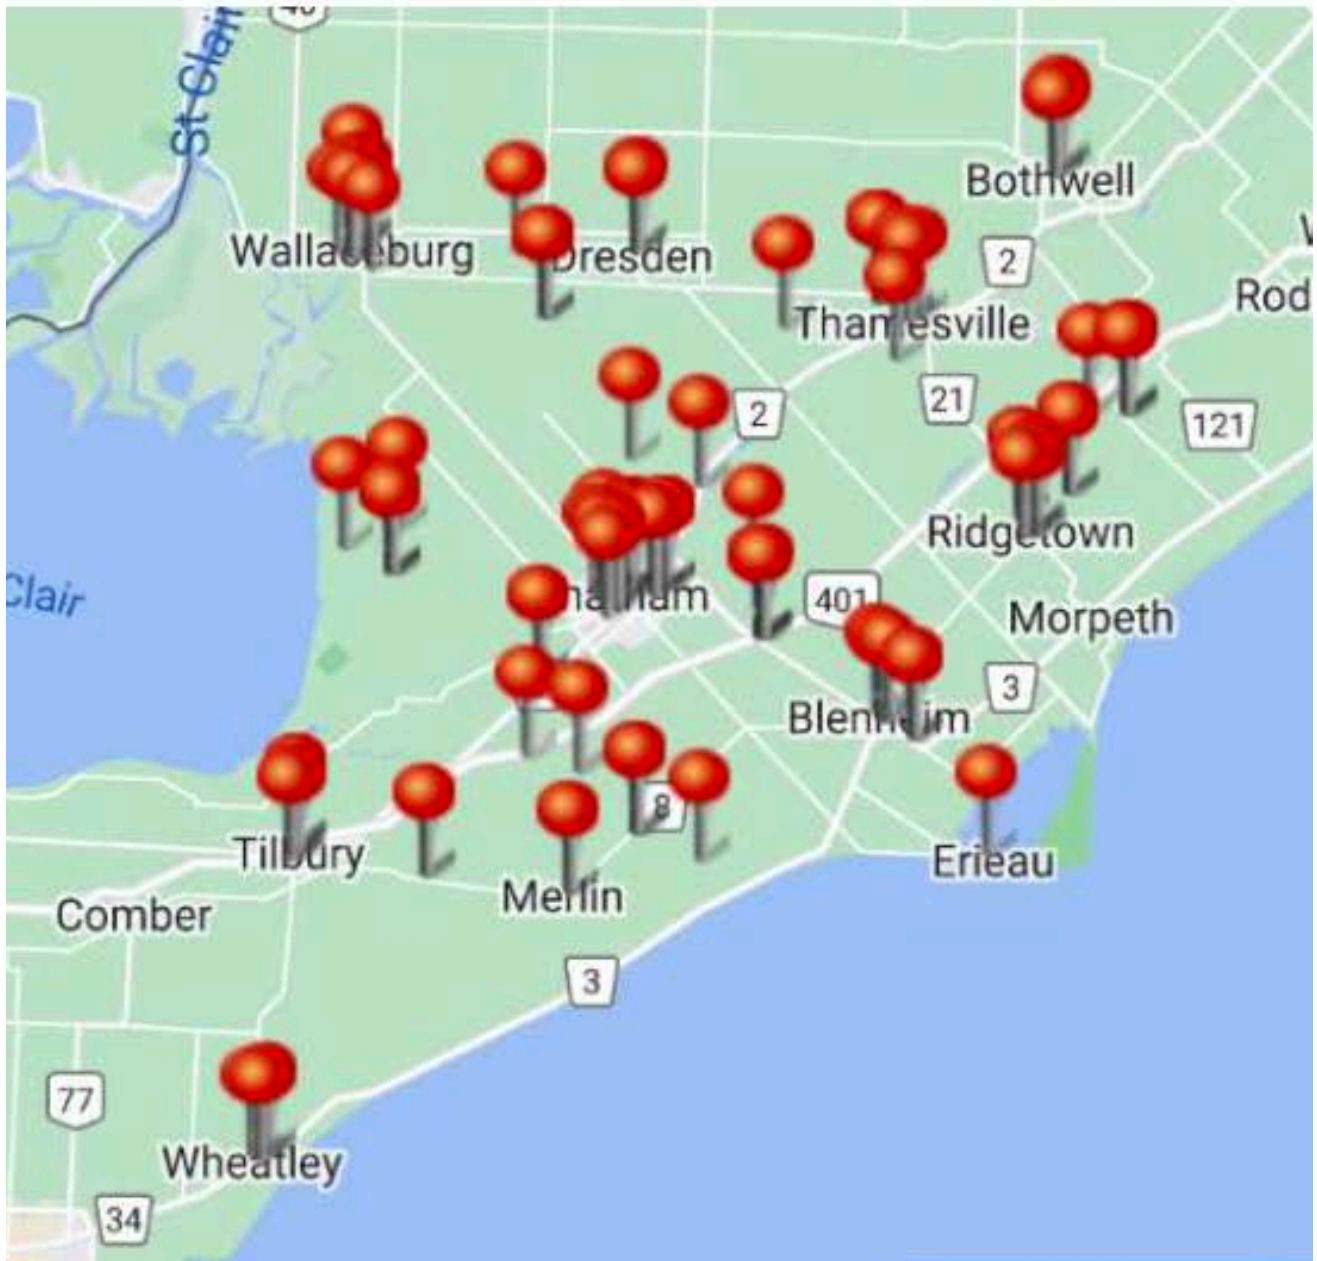 40
St Clair
Bothwell
Wallaceburg
Dresden
2
Rod
Thamesville
2
21
121
Ridgetown
Clair
401
Morpeth
3
Blenheim
8
Tilbury
Erieau
Merlin
Comber
3
77
Wheatley
34